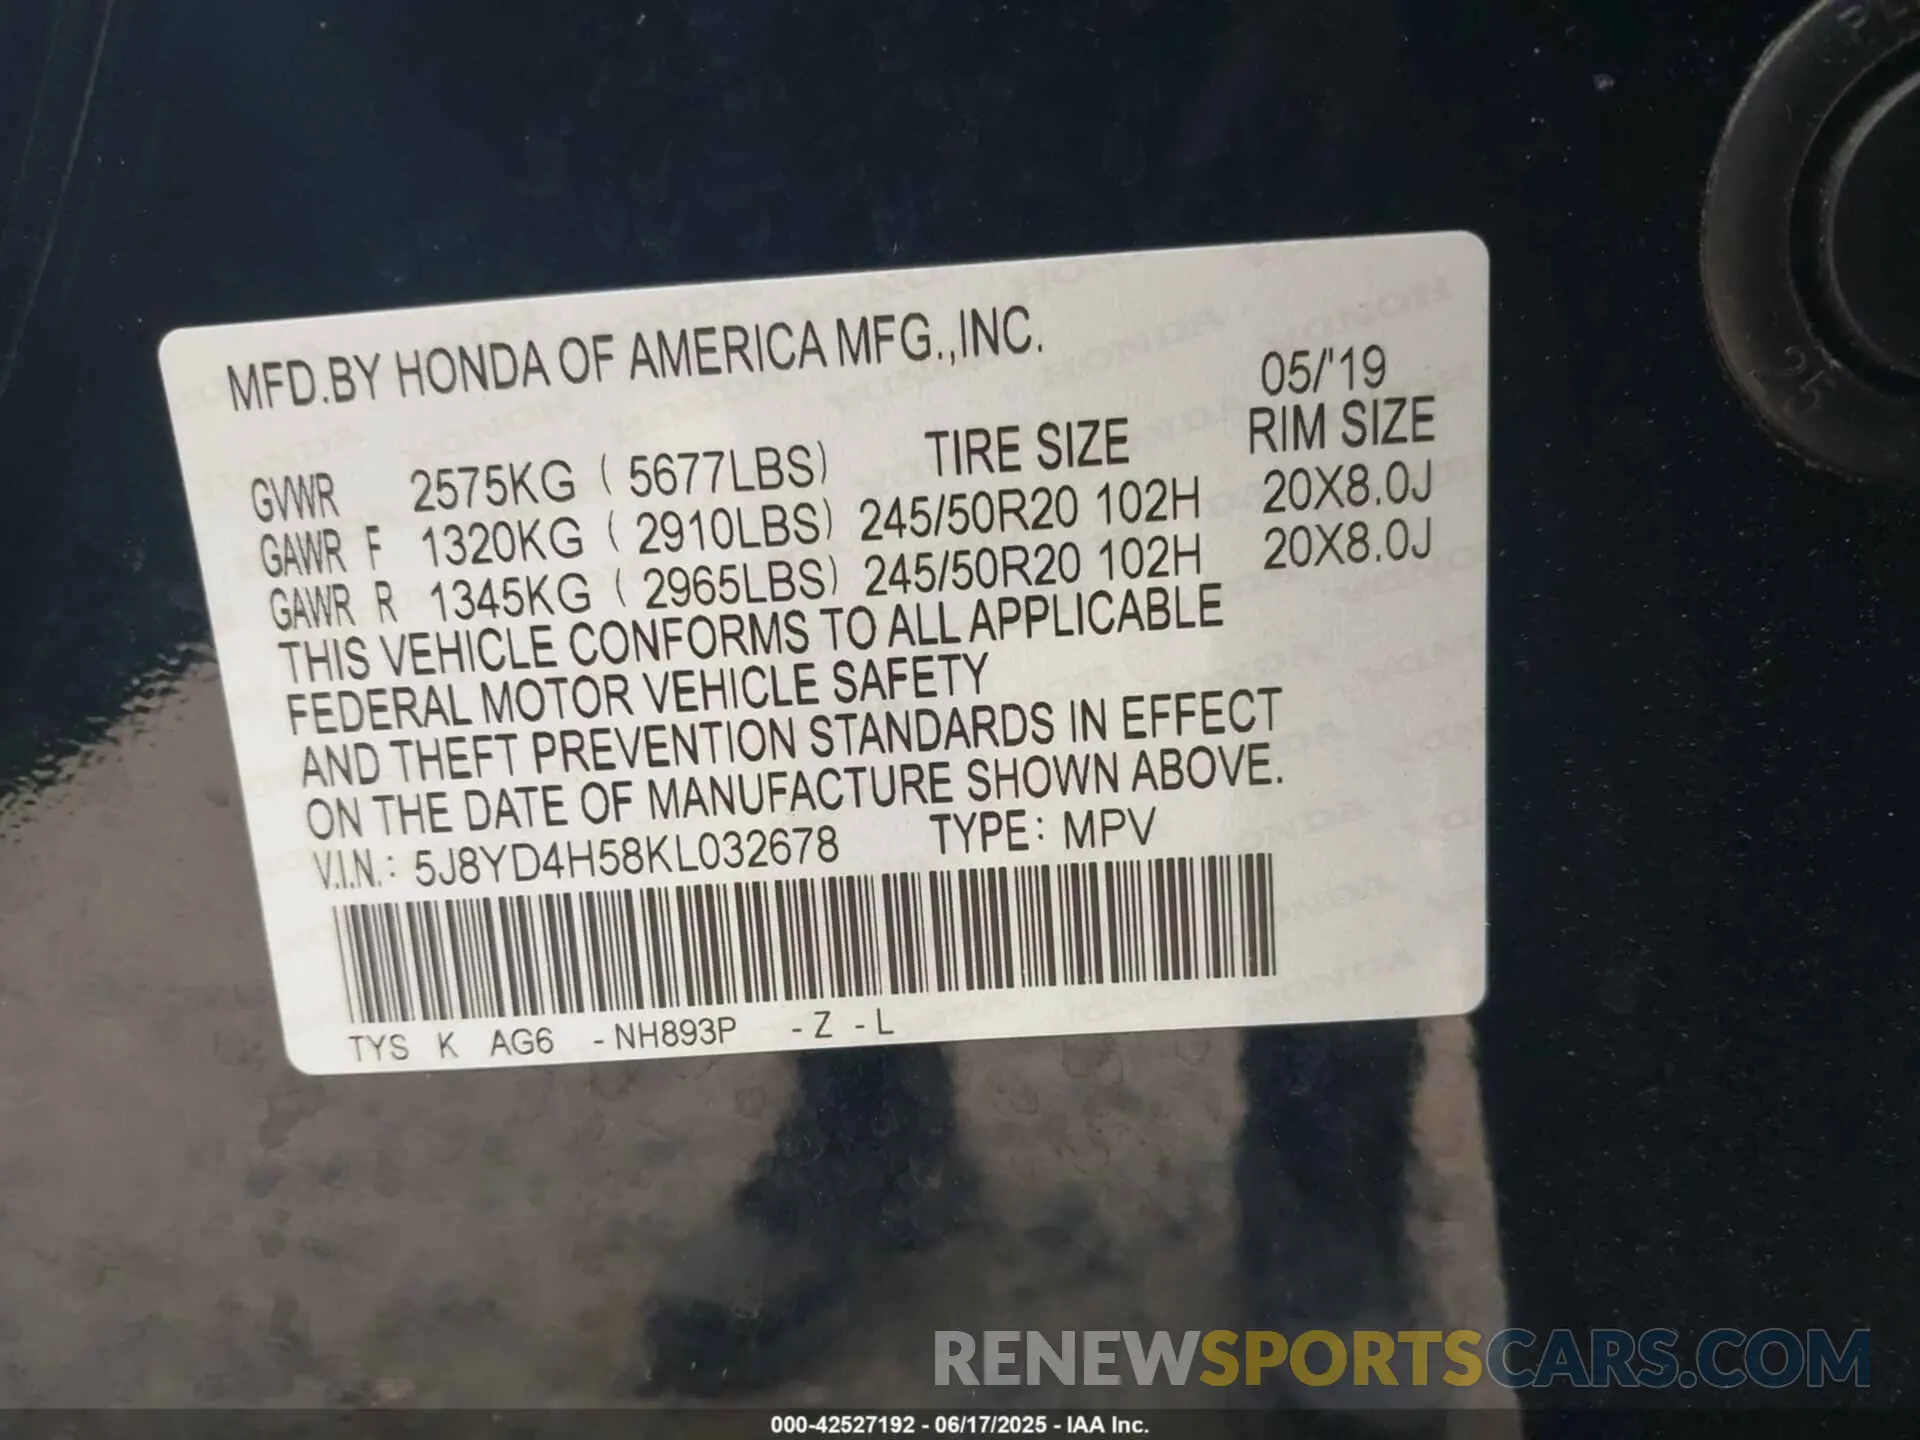 MFD.BY HONDA OF AMERICA MFG.,INC.
05/'19
GVWR 2575KG ( 5677LBS) TIRE SIZE RIM SIZE
GAWR F 1320KG ( 2910LBS) 245/50R20 102H 20X8.0J
GAWR R 1345KG ( 2965LBS) 245/50R20 102H 20X8.0J
THIS VEHICLE CONFORMS TO ALL APPLICABLE
FEDERAL MOTOR VEHICLE SAFETY
AND THEFT PREVENTION STANDARDS IN EFFECT
ON THE DATE OF MANUFACTURE SHOWN ABOVE.
V.I.N.: 5J8YD4H58KL032678 TYPE: MPV
TYS K AG6 -NH893P -Z -L
25
RENEWSPORTSCARS.COM
000-42527192 - 06/17/2025 - IAA Inc.